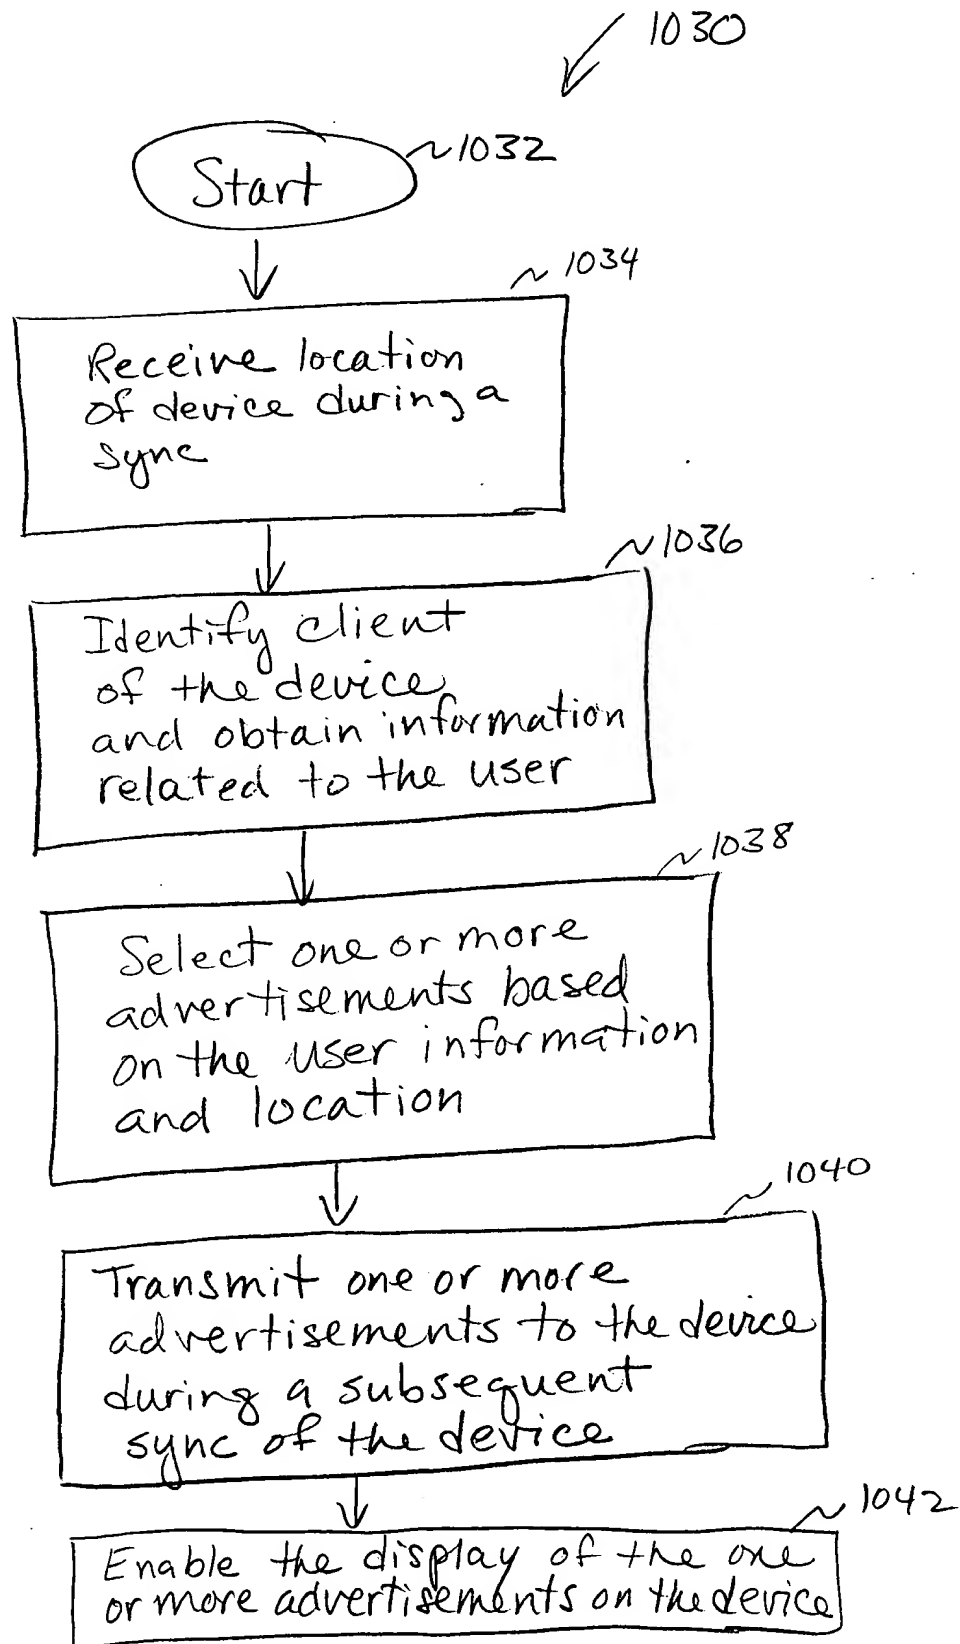 1030
1032
Start
1034
Receive location
of device during a
sync
1036
Identify client
of the device
and obtain information
related to the user
1038
Select one or more
advertisements based
on the user information
and location
1040
Transmit one or more
advertisements to the device
during a subsequent
sync of the device
1042
Enable the display of the one
or more advertisements on the device